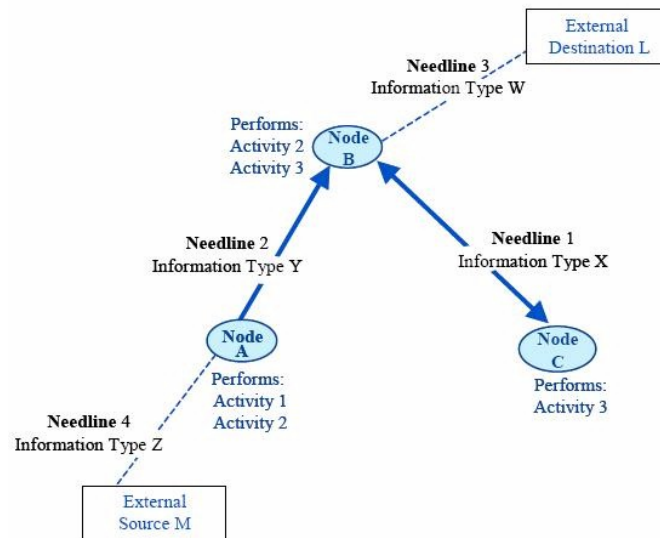 External
Destination L
Needline 3
Information Type W
Performs:
Activity 2
Activity 3
Node
B
Needline 2
Information Type Y
Needline 1
Information Type X
Node
A
Node
C
Performs:
Activity 1
Activity 2
Performs:
Activity 3
Needline 4
Information Type Z
External
Source M